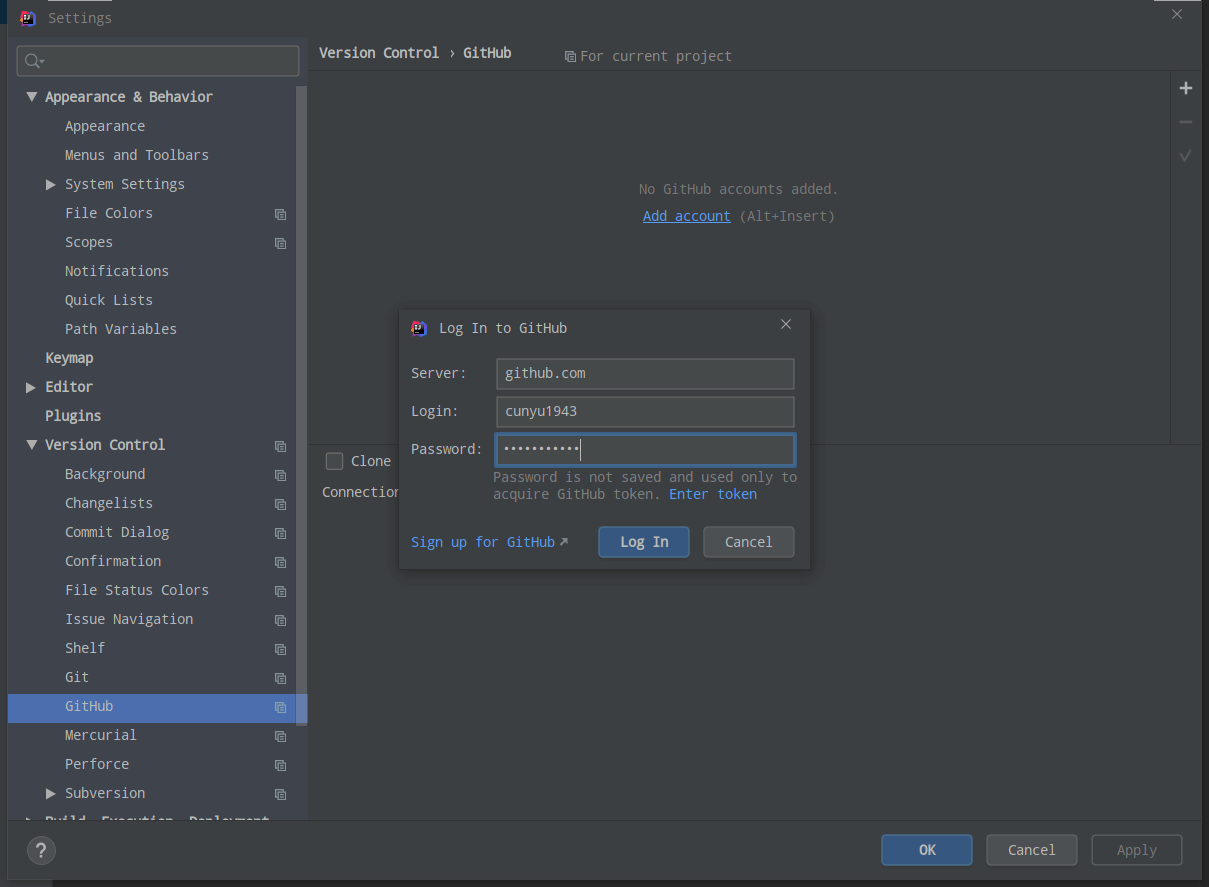 Settings
Version Control › GitHub
For current project
Appearance & Behavior
Appearance
Menus and Toolbars
System Settings
File Colors
Scopes
Notifications
Quick Lists
Path Variables
Keymap
Editor
Plugins
Version Control
Background
Changelists
Commit Dialog
Confirmation
File Status Colors
Issue Navigation
Shelf
Git
GitHub
Mercurial
Perforce
Subversion
Build, Execution, Deployment
No GitHub accounts added.
Add account (Alt+Insert)
Clone
Connection
Log In to GitHub
Server: github.com
Login: cunyu1943
Password: •••••••••••
Password is not saved and used only to
acquire GitHub token. Enter token
Sign up for GitHub
Log In
Cancel
?
OK
Cancel
Apply